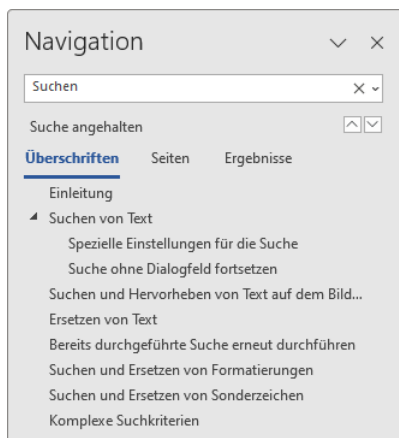 Navigation
Suchen
Suche angehalten
Überschriften Seiten Ergebnisse
Einleitung
Suchen von Text
Spezielle Einstellungen für die Suche
Suche ohne Dialogfeld fortsetzen
Suchen und Hervorheben von Text auf dem Bild...
Ersetzen von Text
Bereits durchgeführte Suche erneut durchführen
Suchen und Ersetzen von Formatierungen
Suchen und Ersetzen von Sonderzeichen
Komplexe Suchkriterien